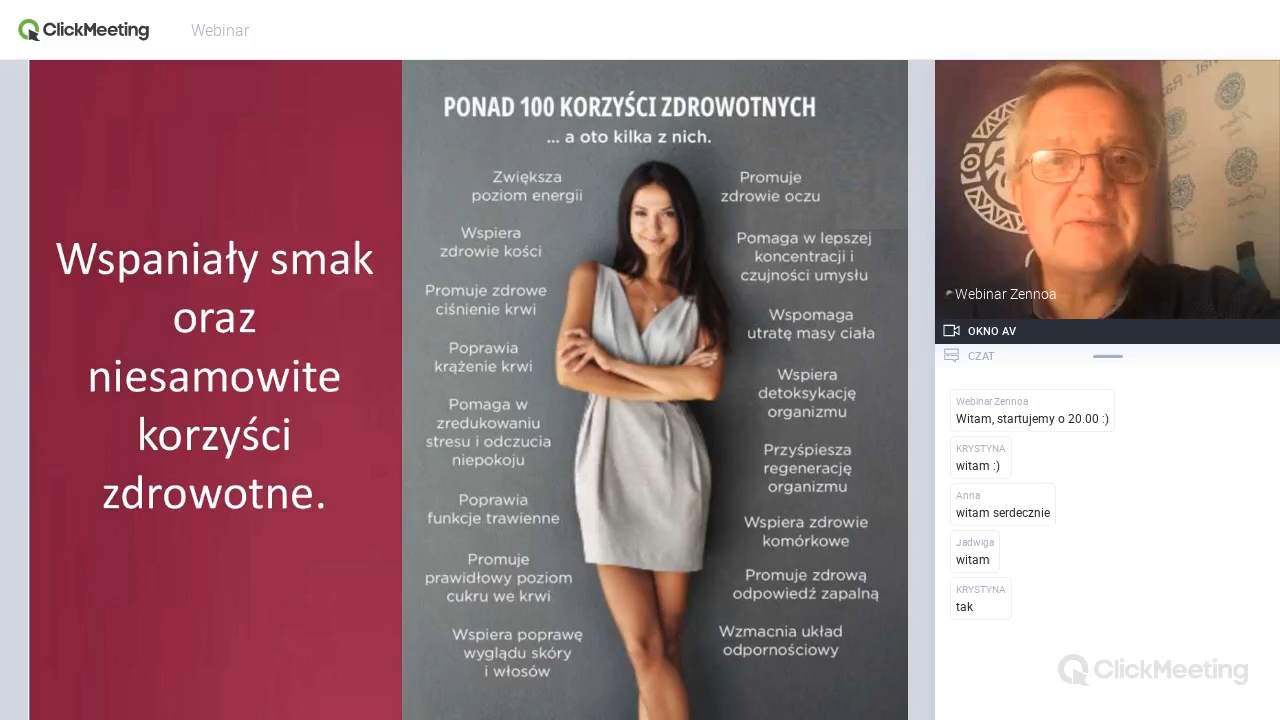 ClickMeeting
Webinar
Wspaniały smak
oraz
niesamowite
korzyści
zdrowotne.
PONAD 100 KORZYŚCI ZDROWOTNYCH
... a oto kilka z nich.
Zwiększa
poziom energii
Wspiera
zdrowie kości
Promuje zdrowe
ciśnienie krwi
Poprawia
krążenie krwi
Pomaga w
zredukowaniu
stresu i odczucia
niepokoju
Poprawia
funkcje trawienne
Promuje
prawidłowy poziom
cukru we krwi
Wspiera poprawę
wyglądu skóry
i włosów
Promuje
zdrowie oczu
Pomaga w lepszej
koncentracji i
czujności umysłu
Wspomaga
utratę masy ciała
Wspiera
detoksykację
organizmu
Przyśpiesza
regenerację
organizmu
Wspiera zdrowie
komórkowe
Promuje zdrową
odpowiedź zapalną
Wzmacnia układ
odpornościowy
Webinar Zennoa
OKNO AV
CZAT
Webinar Zennoa
Witam, startujemy o 20.00 :)
KRYSTYNA
witam :)
Anna
witam serdecznie
Jadwiga
witam
KRYSTYNA
tak
ClickMeeting